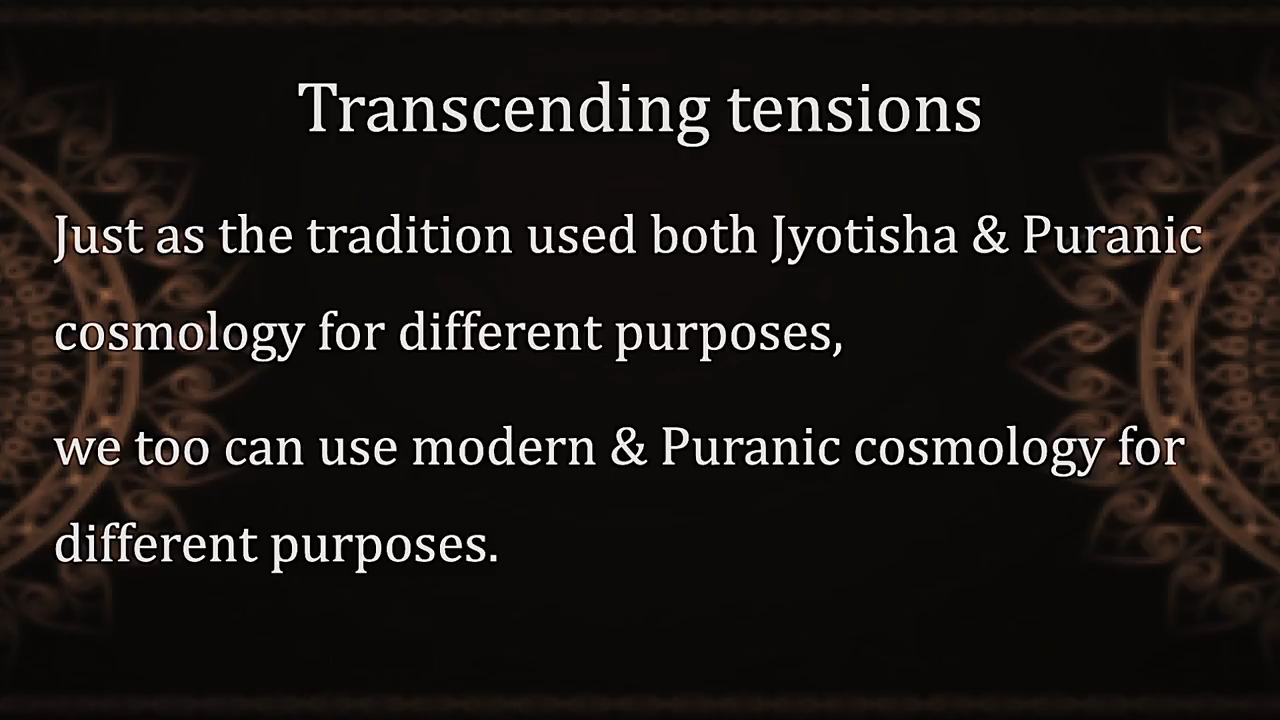 Transcending tensions
Just as the tradition used both Jyotisha & Puranic
cosmology for different purposes,
we too can use modern & Puranic cosmology for
different purposes.